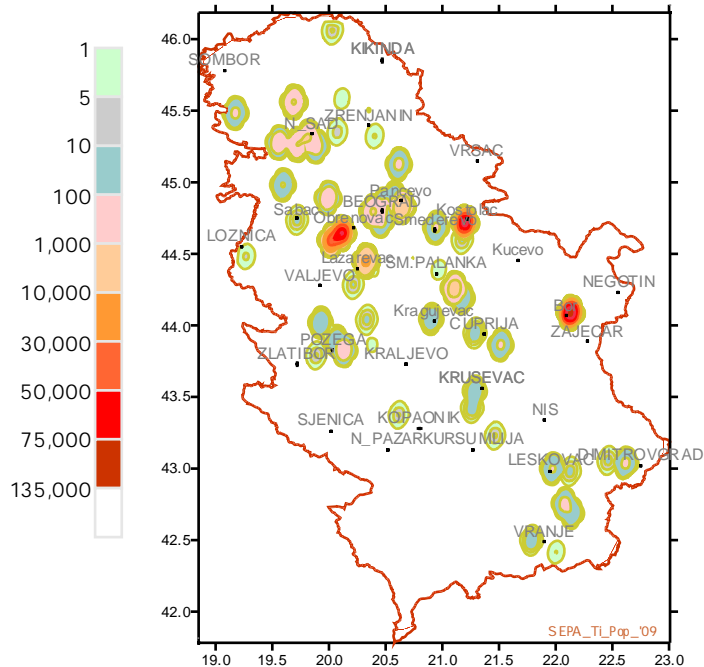 1
5
10
100
1,000
10,000
30,000
50,000
75,000
135,000
46.0
45.5
45.0
44.5
44.0
43.5
43.0
42.5
42.0
KIKINDA
SOMBOR
ZRENJANIN
N_SAD
VRSAC
Pancevo
BEOGRAD
Sabac
Obrenovac
Smederevo
Kostolac
LOZNICA
Lazarevac
SM.PALANKA
Kucevo
VALJEVO
NEGOTIN
Bor
Kragujevac
CUPRIJA
ZAJECAR
POZEGA
ZLATIBOR
KRALJEVO
KRUSEVAC
SJENICA
KOPAONIK
NIS
N_PAZAR
KURSUMLIJA
LESKOVAC
DIMITROVGRAD
VRANJE
SEPA_Ti_Pop_'09
19.0 19.5 20.0 20.5 21.0 21.5 22.0 22.5 23.0